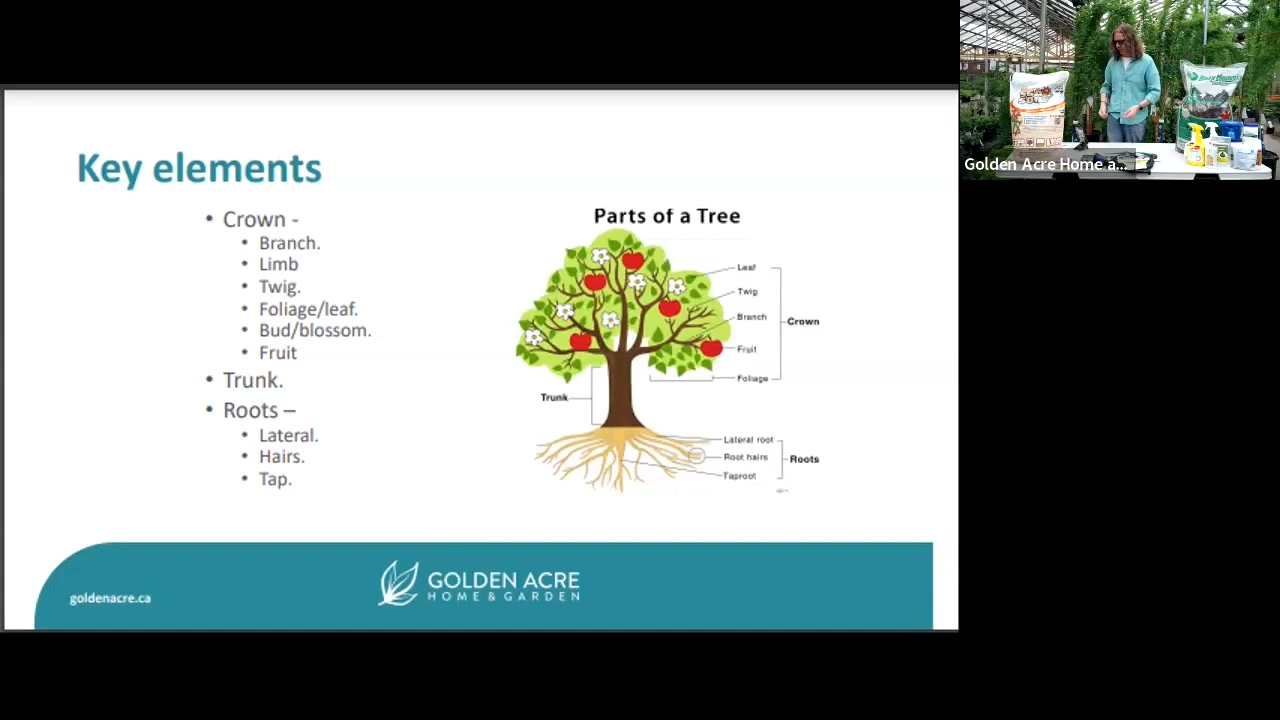 Key elements
• Crown -
• Branch.
• Limb
• Twig.
• Foliage/leaf.
• Bud/blossom.
• Fruit
• Trunk.
• Roots –
• Lateral.
• Hairs.
• Tap.
Parts of a Tree
Leaf
Twig
Branch
Crown
Fruit
Foliage
Trunk
Lateral root
Root hairs
Roots
Taproot
goldenacre.ca
GOLDEN ACRE
HOME & GARDEN
Golden Acre Home a...